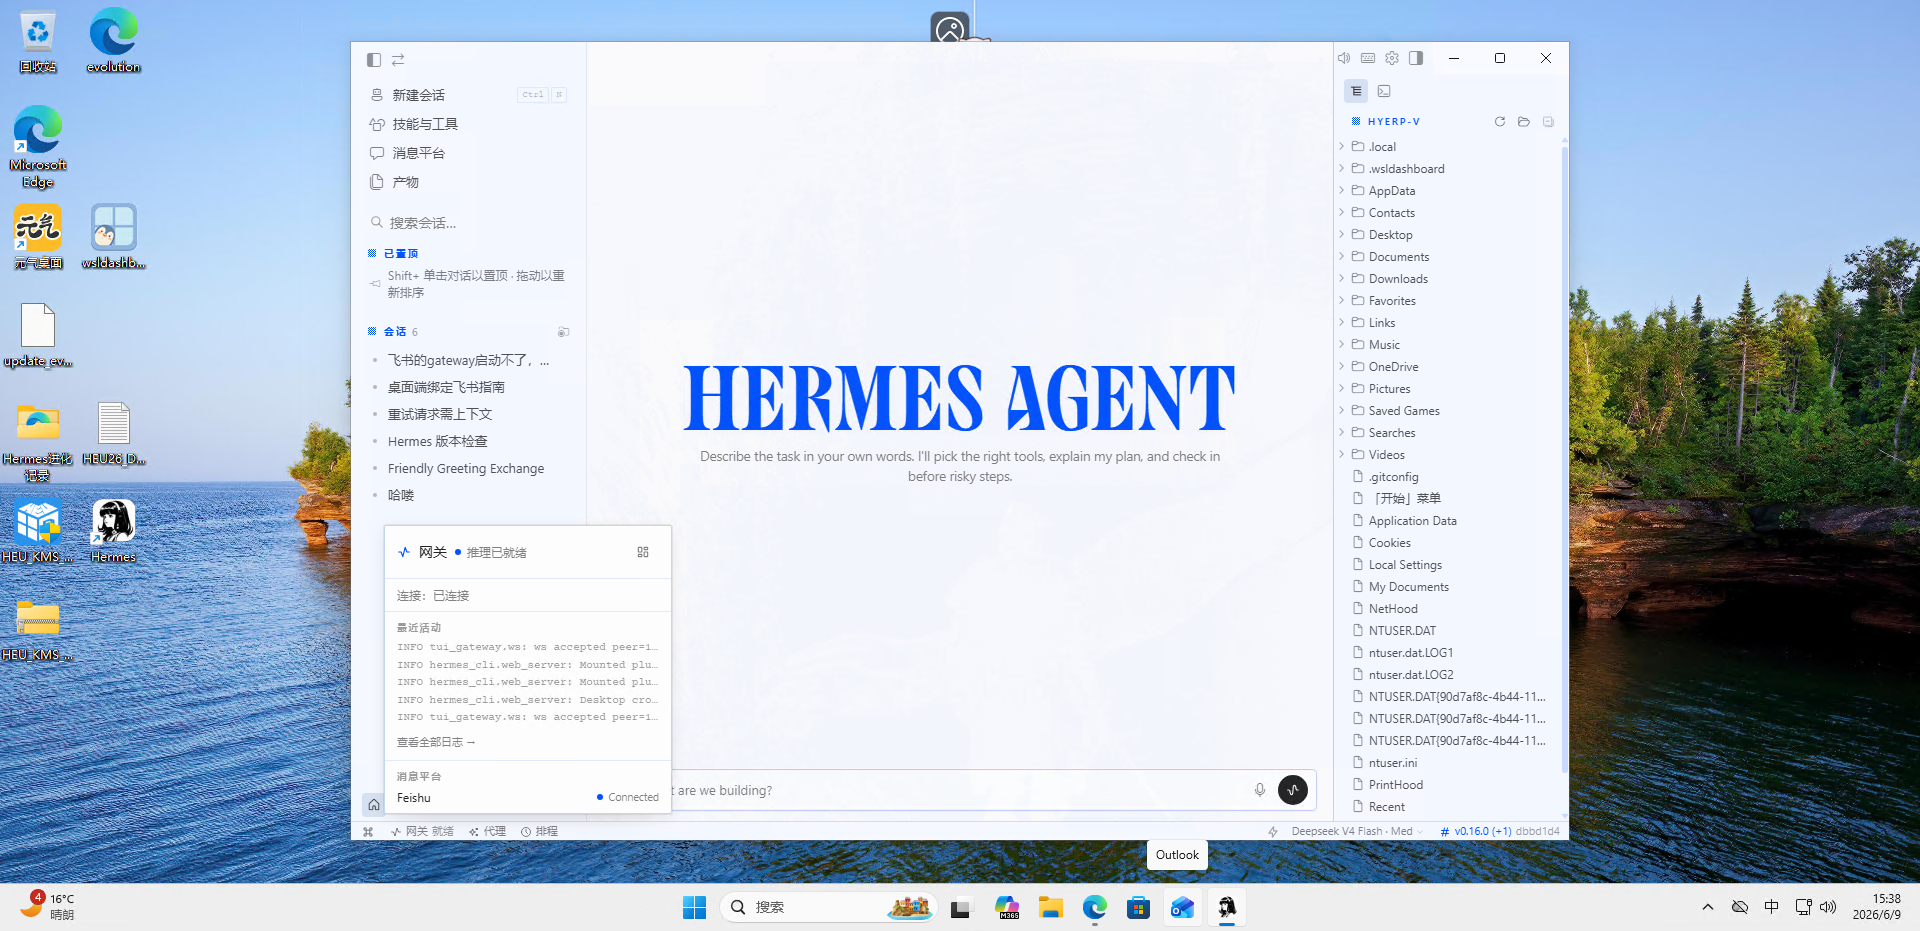 回收站
evolution
Microsoft
Edge
元气
元气桌面
wsldashb...
update_ev...
Hermes进化
记录
HEU26_D...
HEU_KMS_...
Hermes
HEU_KMS_...
新建会话
Ctrl
技能与工具
消息平台
产物
搜索会话...
已置顶
Shift+ 单击对话以置顶 · 拖动以重
新排序
会话 6
飞书的gateway启动不了，...
桌面端绑定飞书指南
重试请求需上下文
Hermes 版本检查
Friendly Greeting Exchange
哈喽
网关 推理已就绪
连接：已连接
最近活动
INFO tui_gateway.ws: ws accepted peer=1...
INFO hermes_cli.web_server: Mounted plu...
INFO hermes_cli.web_server: Mounted plu...
INFO hermes_cli.web_server: Desktop cro...
INFO tui_gateway.ws: ws accepted peer=1...
查看全部日志 →
消息平台
Feishu
Connected
HERMES AGENT
Describe the task in your own words. I'll pick the right tools, explain my plan, and check in
before risky steps.
t are we building?
HYERP-V
.local
.wsldashboard
AppData
Contacts
Desktop
Documents
Downloads
Favorites
Links
Music
OneDrive
Pictures
Saved Games
Searches
Videos
.gitconfig
「开始」菜单
Application Data
Cookies
Local Settings
My Documents
NetHood
NTUSER.DAT
ntuser.dat.LOG1
ntuser.dat.LOG2
NTUSER.DAT{90d7af8c-4b44-11...
NTUSER.DAT{90d7af8c-4b44-11...
NTUSER.DAT{90d7af8c-4b44-11...
ntuser.ini
PrintHood
Recent
网关 就绪
代理
排程
Deepseek V4 Flash · Med
# v0.16.0 (+1) dbbd1d4
Outlook
4
16°C
晴朗
搜索
M365
中
15:38
2026/6/9